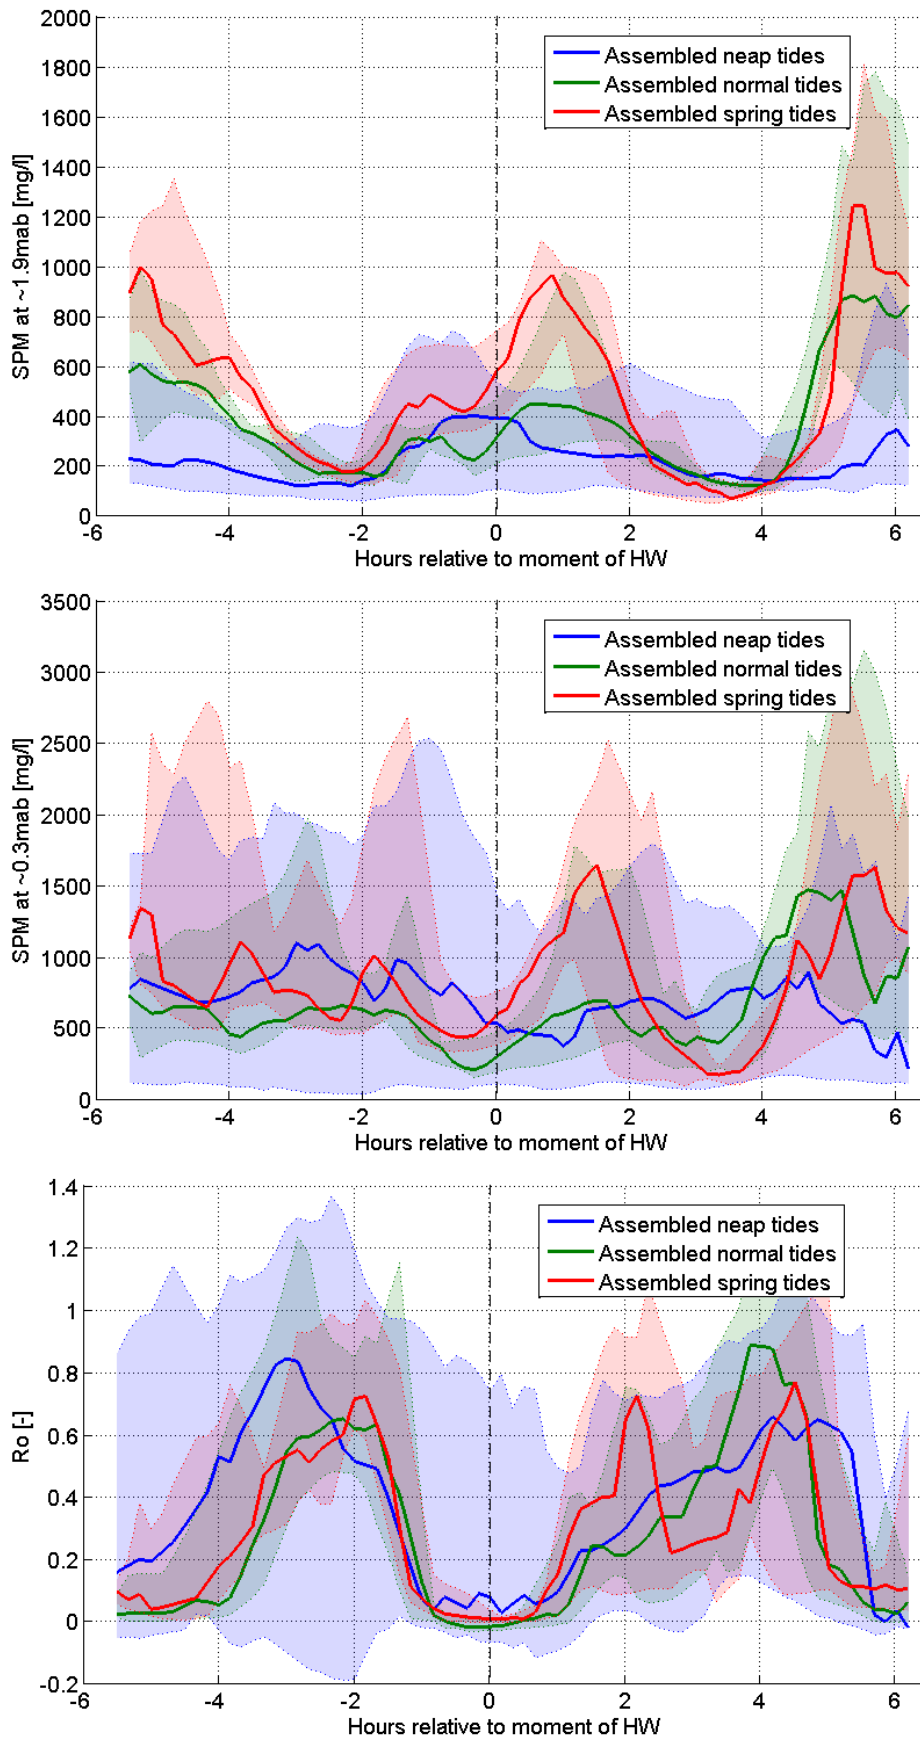 2000
1800
1600
1400
1200
1000
800
600
400
200
0
SPM at ~1.9mab [mg/l]
Assembled neap tides
Assembled normal tides
Assembled spring tides
-6 -4 -2 0 2 4 6
Hours relative to moment of HW
3500
3000
2500
2000
1500
1000
500
0
SPM at ~0.3mab [mg/l]
Assembled neap tides
Assembled normal tides
Assembled spring tides
-6 -4 -2 0 2 4 6
Hours relative to moment of HW
1.4
1.2
1
0.8
0.6
0.4
0.2
0
-0.2
Ro [-]
Assembled neap tides
Assembled normal tides
Assembled spring tides
-6 -4 -2 0 2 4 6
Hours relative to moment of HW